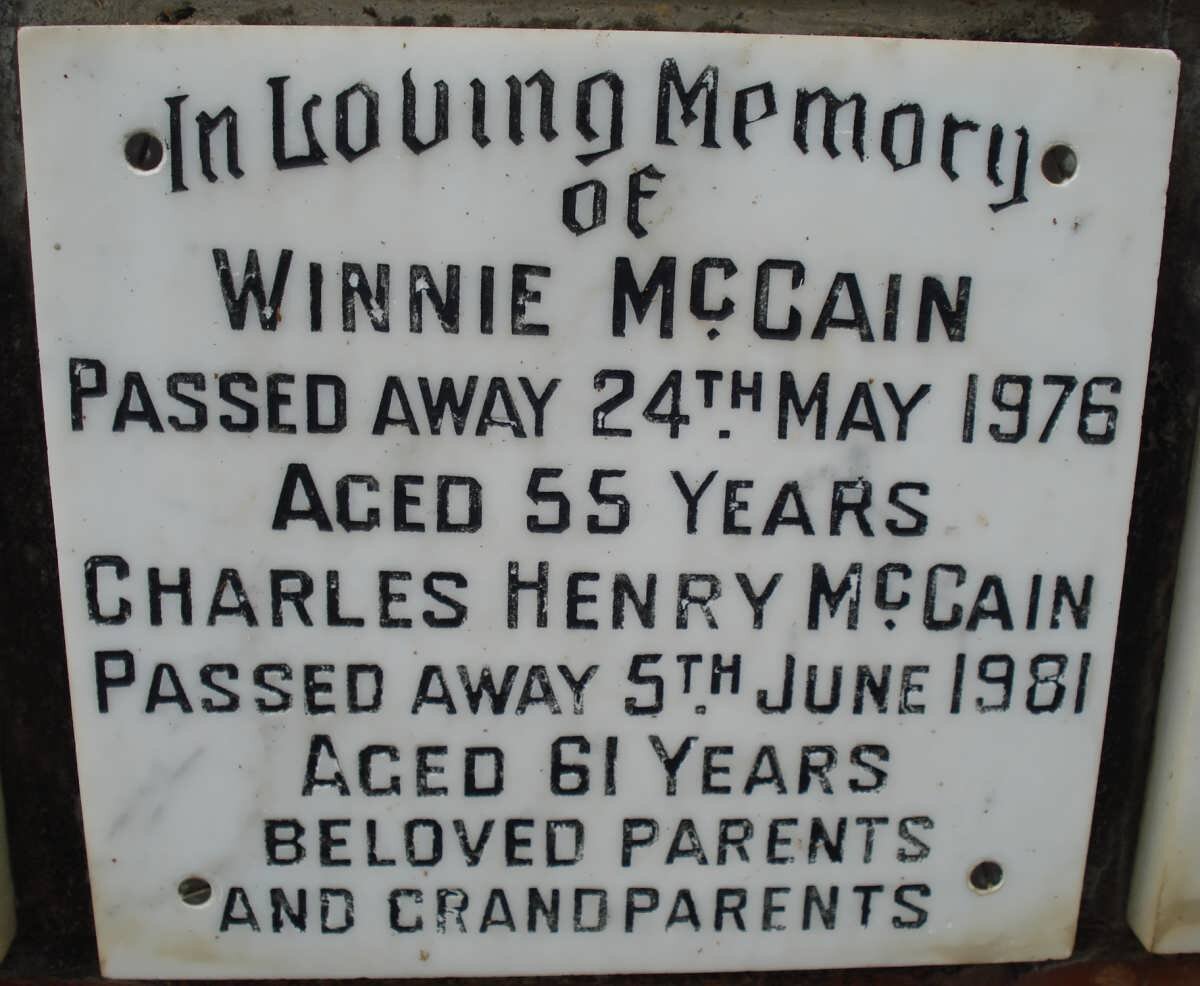 In Loving Memory
of
WINNIE McCAIN
PASSED AWAY 24TH. MAY 1976
AGED 55 YEARS
CHARLES HENRY McCAIN
PASSED AWAY 5TH. JUNE 1981
AGED 61 YEARS
BELOVED PARENTS
AND GRANDPARENTS